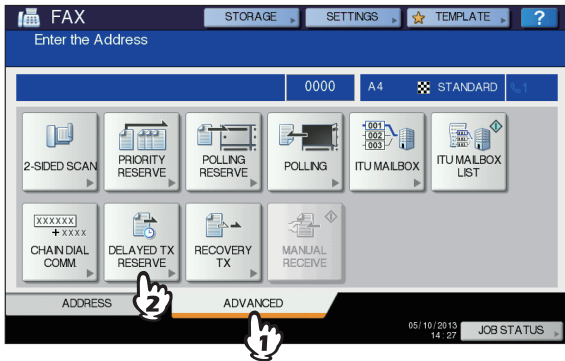 FAX
STORAGE
SETTINGS
TEMPLATE
?
Enter the Address
0000
A4
STANDARD
1
2-SIDED SCAN
PRIORITY
RESERVE
POLLING
RESERVE
POLLING
001
002
003
ITU MAILBOX
ITU MAILBOX
LIST
XXXXXX
+ XXXX
CHAIN DIAL
COMM.
DELAYED TX
RESERVE
RECOVERY
TX
MANUAL
RECEIVE
ADDRESS
2
ADVANCED
1
05/10/2013
14:27
JOB STATUS